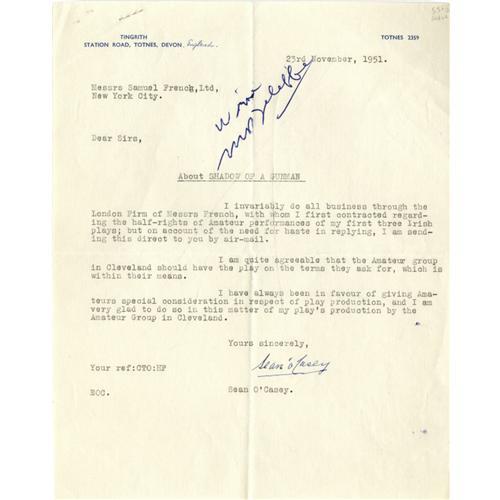 TINGRITH
STATION ROAD, TOTNES, DEVON, England.
TOTNES 2359
23rd November, 1951.
Messrs Samuel French,Ltd,
New York City.
Dear Sirs,
About SHADOW OF A GUNMAN
I invariably do all business through the
London Firm of Messrs French, with whom I first contracted regard-
ing the half-rights of Amateur performances of my first three Irish
plays; but on account of the need for haste in replying, I am send-
ing this direct to you by air-mail.
I am quite agreeable that the Amateur group
in Cleveland should have the play on the terms they ask for, which is
within their means.
I have always been in favour of giving Ama-
teurs special consideration in respect of play production, and I am
very glad to do so in this matter of my play's production by the
Amateur Group in Cleveland.
Yours sincerely,
Sean O'Casey
Your ref:CTO:HF
Sean O'Casey.
EOC.